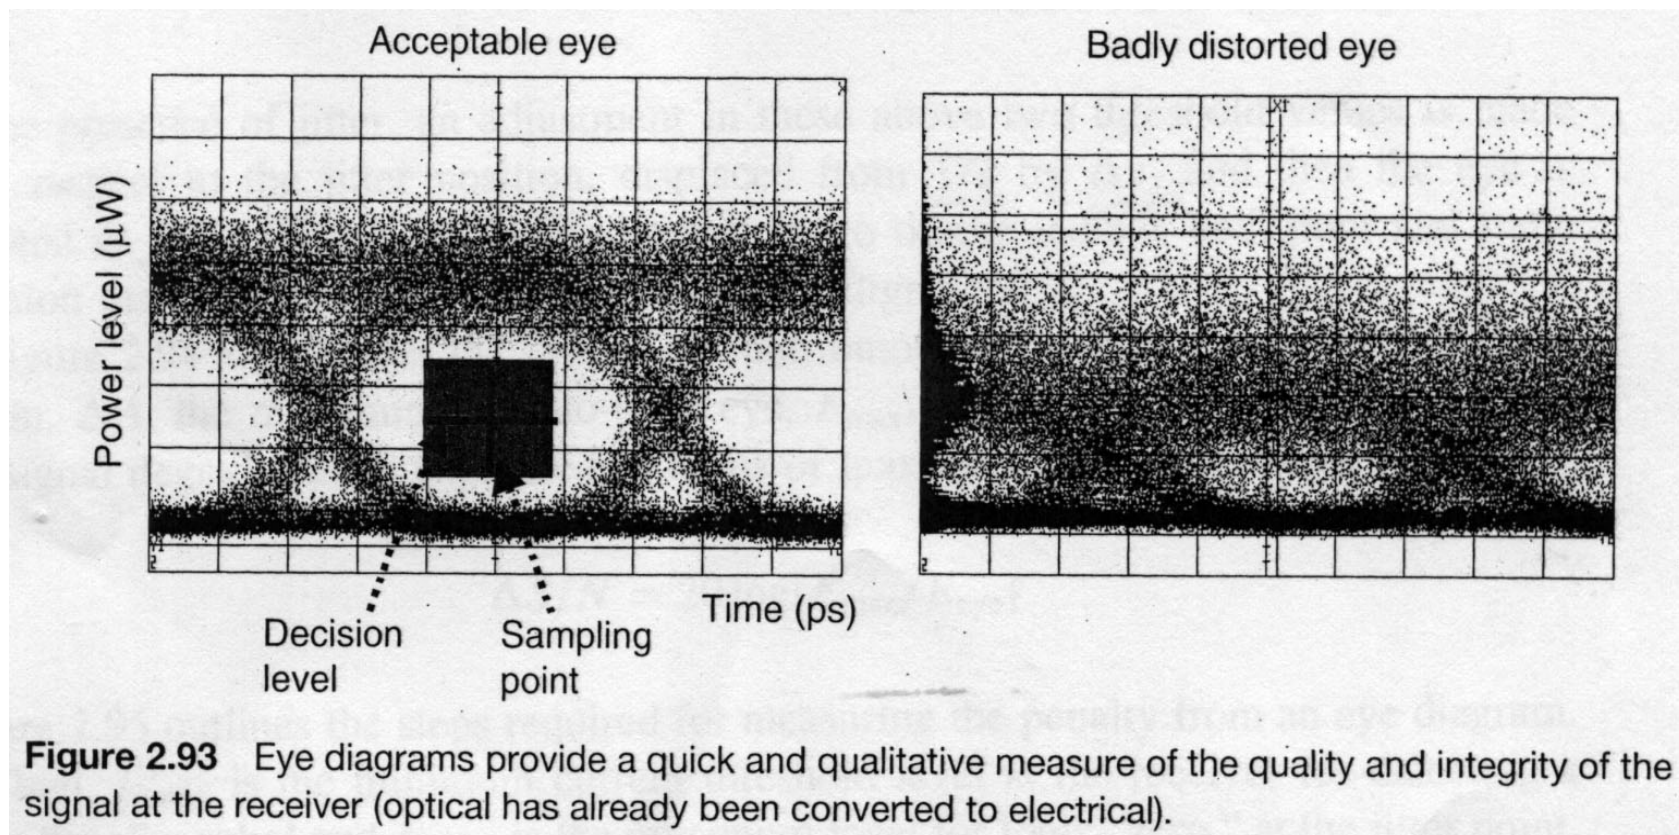 Acceptable eye
Badly distorted eye
Power level (µW)
Time (ps)
Decision
level
Sampling
point
Figure 2.93 Eye diagrams provide a quick and qualitative measure of the quality and integrity of the
signal at the receiver (optical has already been converted to electrical).